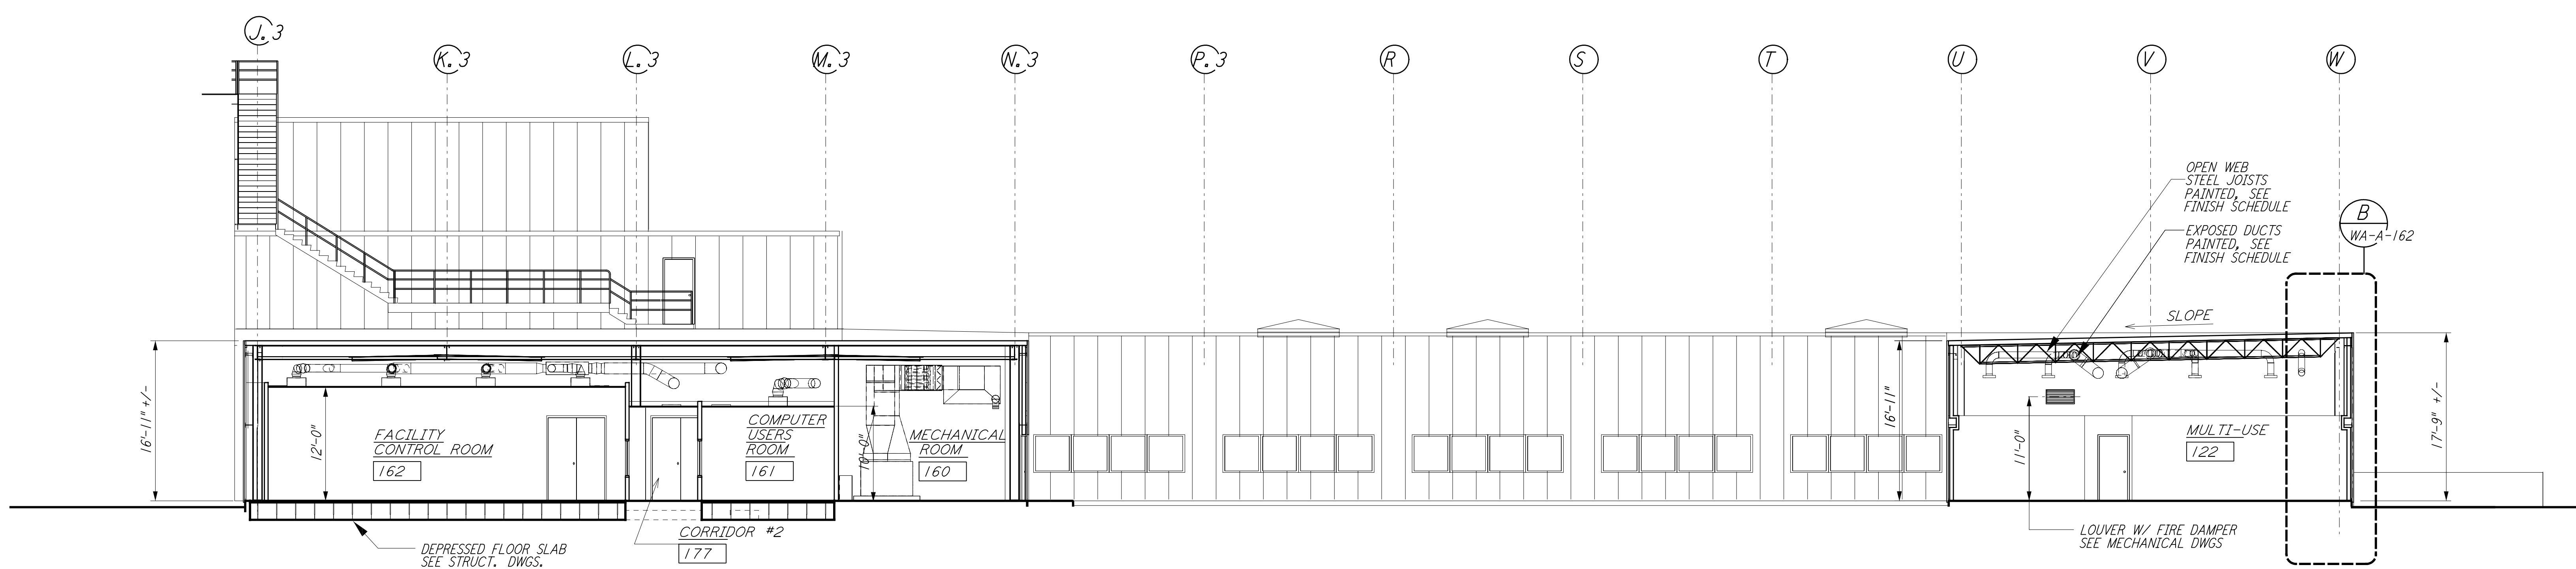 J.3
K.3
L.3
M.3
N.3
P.3
R
S
T
U
V
W
OPEN WEB
STEEL JOISTS
PAINTED, SEE
FINISH SCHEDULE
B
WA-A-162
EXPOSED DUCTS
PAINTED, SEE
FINISH SCHEDULE
SLOPE
16'-11" +/-
12'-0"
FACILITY
CONTROL ROOM
162
COMPUTER
USERS
ROOM
161
10'-0"
MECHANICAL
ROOM
160
16'-11"
11'-0"
MULTI-USE
122
17'-9" +/-
CORRIDOR #2
177
DEPRESSED FLOOR SLAB
SEE STRUCT. DWGS.
LOUVER W/ FIRE DAMPER
SEE MECHANICAL DWGS